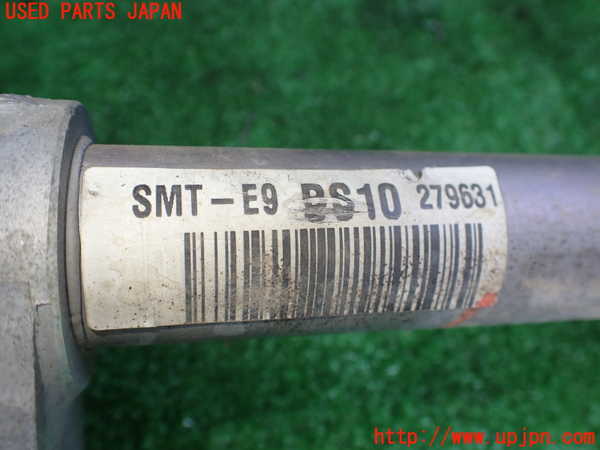 USED PARTS JAPAN
SMT-E9 BS10 279631
http://www.upjpn.com